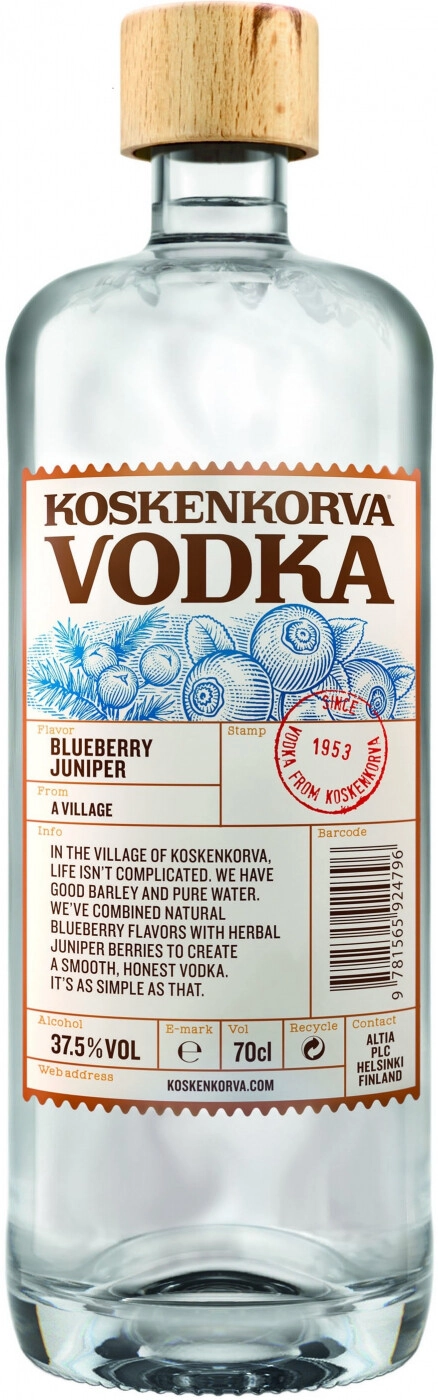 KOSKENKORVA
VODKA
Flavor
BLUEBERRY
JUNIPER
Stamp
SINCE
1953
VODKA FROM KOSKENKORVA
From
A VILLAGE
Info
IN THE VILLAGE OF KOSKENKORVA,
LIFE ISN'T COMPLICATED. WE HAVE
GOOD BARLEY AND PURE WATER.
WE'VE COMBINED NATURAL
BLUEBERRY FLAVORS WITH HERBAL
JUNIPER BERRIES TO CREATE
A SMOOTH, HONEST VODKA.
IT'S AS SIMPLE AS THAT.
Barcode
9 781565 924796
Alcohol
37.5% VOL
E-mark
℮
Vol
70cl
Recycle
Contact
ALTIA
PLC
HELSINKI
FINLAND
Web address
KOSKENKORVA.COM